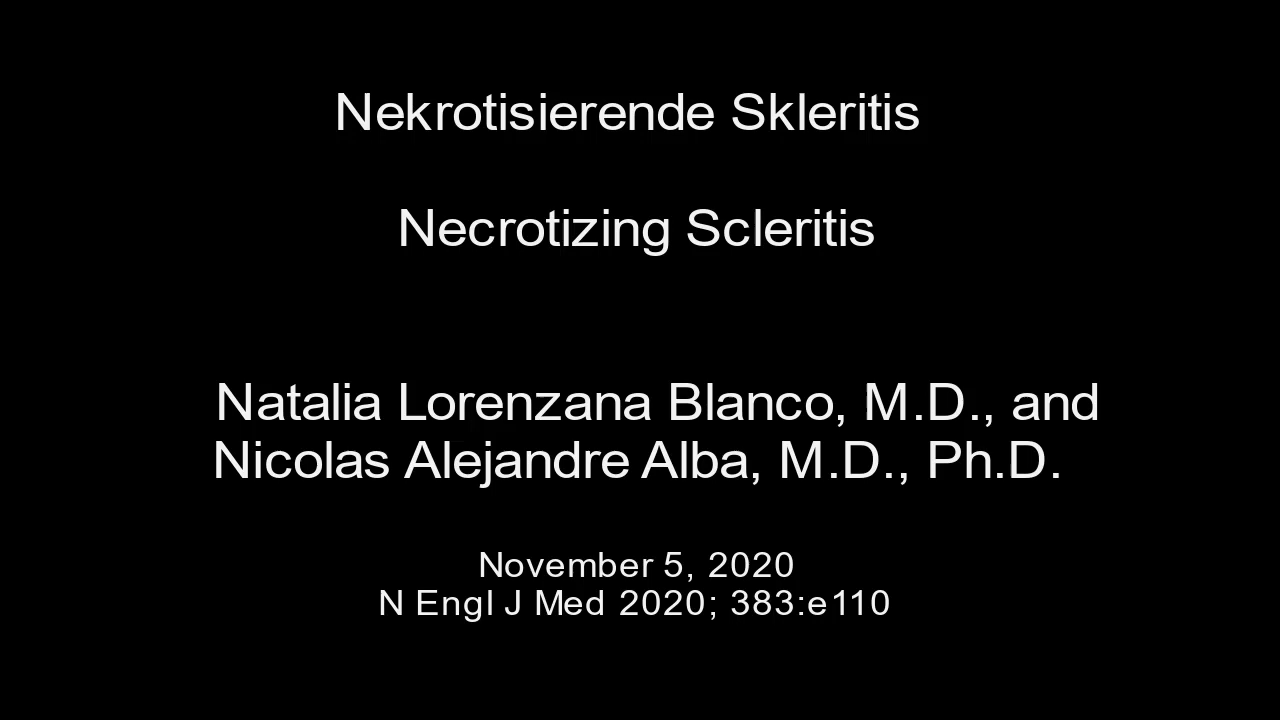 Nekrotisierende Skleritis
Necrotizing Scleritis
Natalia Lorenzana Blanco, M.D., and
Nicolas Alejandre Alba, M.D., Ph.D.
November 5, 2020
N Engl J Med 2020; 383:e110